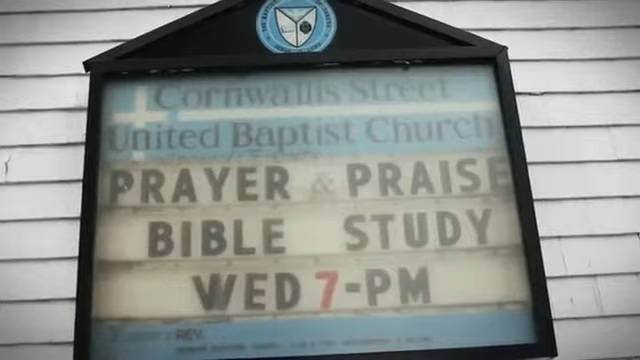 Cornwallis Street
United Baptist Church
PRAYER & PRAISE
BIBLE STUDY
WED 7-PM
REV.